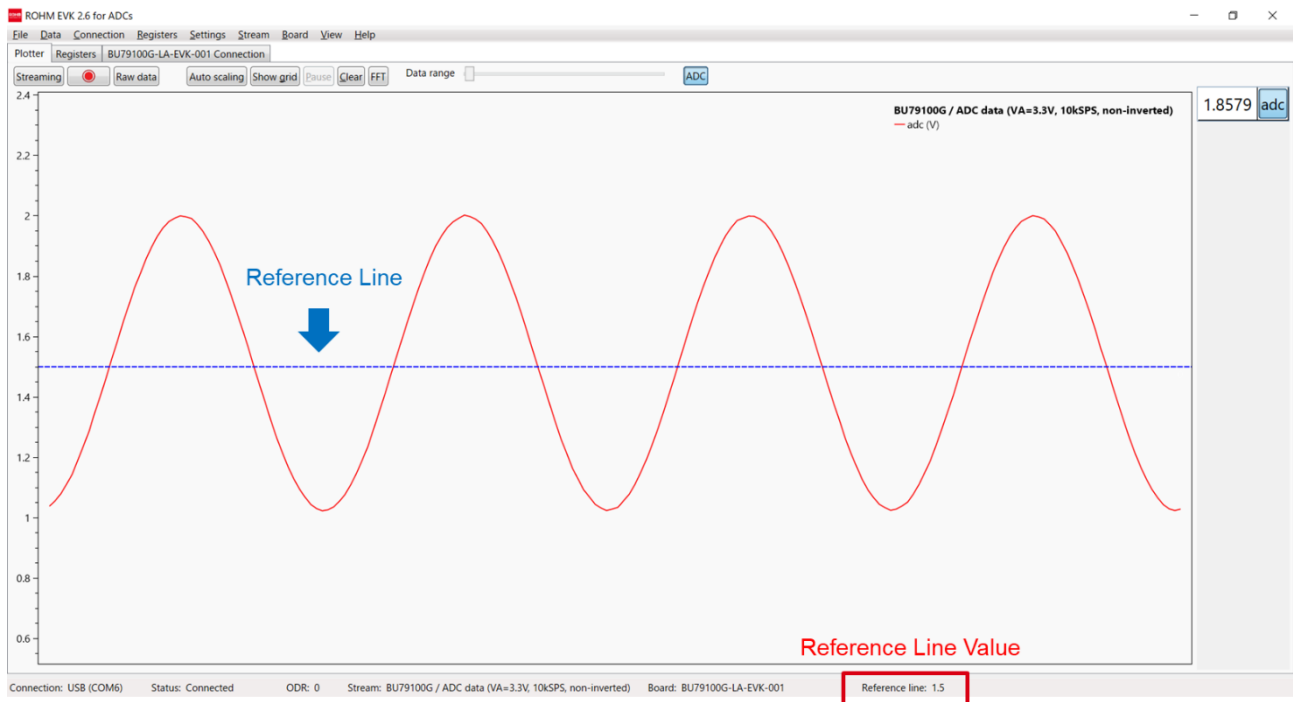 ROHM EVK 2.6 for ADCs
File Data Connection Registers Settings Stream Board View Help
Plotter Registers BU79100G-LA-EVK-001 Connection
Streaming Raw data Auto scaling Show grid Pause Clear FFT Data range ADC
2.4
BU79100G / ADC data (VA=3.3V, 10kSPS, non-inverted)
adc (V)
1.8579 adc
2.2
2
1.8
Reference Line
1.6
1.4
1.2
1
0.8
0.6
Reference Line Value
Connection: USB (COM6) Status: Connected ODR: 0 Stream: BU79100G / ADC data (VA=3.3V, 10kSPS, non-inverted) Board: BU79100G-LA-EVK-001 Reference line: 1.5